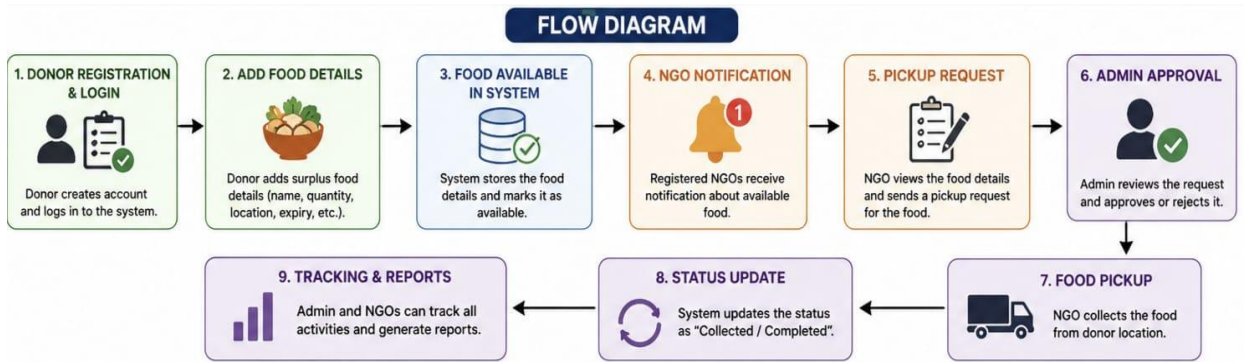 FLOW DIAGRAM
1. DONOR REGISTRATION
& LOGIN
Donor creates account
and logs in to the system.
2. ADD FOOD DETAILS
Donor adds surplus food
details (name, quantity,
location, expiry, etc.).
3. FOOD AVAILABLE
IN SYSTEM
System stores the food
details and marks it as
available.
4. NGO NOTIFICATION
1
Registered NGOs receive
notification about available
food.
5. PICKUP REQUEST
NGO views the food details
and sends a pickup request
for the food.
6. ADMIN APPROVAL
Admin reviews the request
and approves or rejects it.
7. FOOD PICKUP
NGO collects the food
from donor location.
8. STATUS UPDATE
System updates the status
as “Collected / Completed”.
9. TRACKING & REPORTS
Admin and NGOs can track all
activities and generate reports.